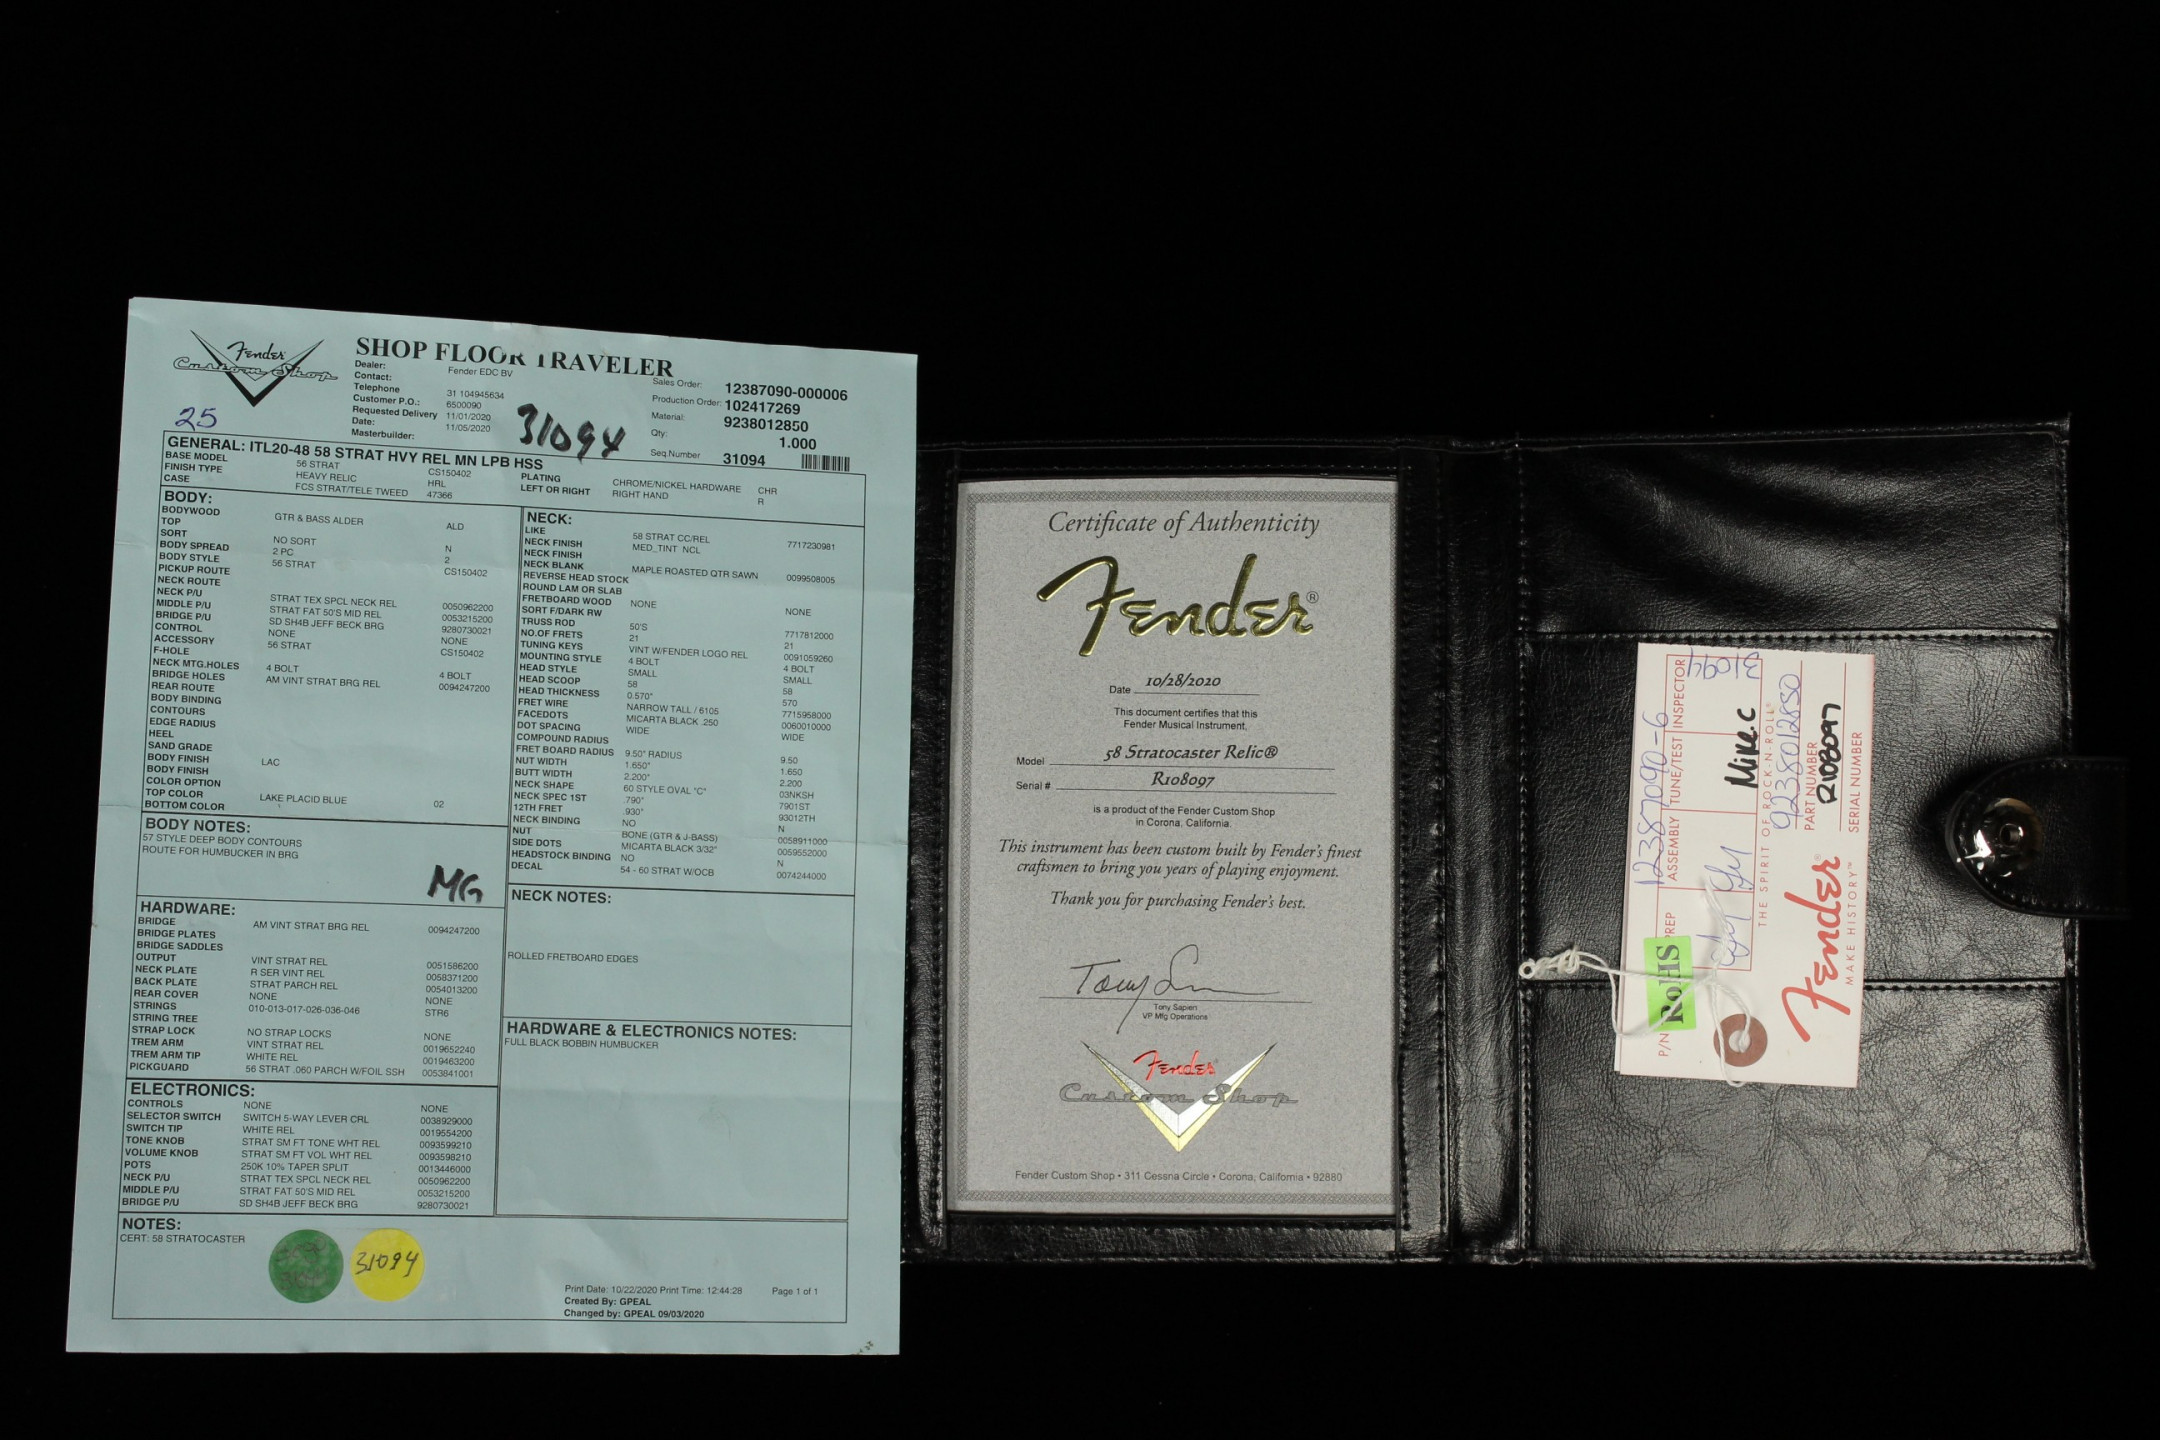 Fender
Custom Shop
SHOP FLOOR TRAVELER
Dealer: Fender EDC BV
Contact:
Telephone 31 104945634
Customer P.O.: 6500090
Requested Delivery 11/01/2020
Date: 11/05/2020
Masterbuilder:
25
31094
Sales Order: 12387090-000006
Production Order: 102417269
Material: 9238012850
Qty: 1.000
Seq.Number 31094
GENERAL: ITL20-48 58 STRAT HVY REL MN LPB HSS
BASE MODEL 56 STRAT CS150402
FINISH TYPE HEAVY RELIC HRL
CASE FCS STRAT/TELE TWEED 47366
PLATING CHROME/NICKEL HARDWARE CHR
LEFT OR RIGHT RIGHT HAND R
BODY:
BODYWOOD GTR & BASS ALDER ALD
TOP
SORT NO SORT N
BODY SPREAD 2 PC 2
BODY STYLE 56 STRAT CS150402
PICKUP ROUTE
NECK ROUTE
NECK P/U STRAT TEX SPCL NECK REL 0050962200
MIDDLE P/U STRAT FAT 50'S MID REL 0053215200
BRIDGE P/U SD SH4B JEFF BECK BRG 9280730021
CONTROL NONE NONE
ACCESSORY 56 STRAT CS150402
F-HOLE
NECK MTG.HOLES 4 BOLT 4 BOLT
BRIDGE HOLES AM VINT STRAT BRG REL 0094247200
REAR ROUTE
BODY BINDING
CONTOURS
EDGE RADIUS
HEEL
SAND GRADE
BODY FINISH LAC
BODY FINISH
COLOR OPTION
TOP COLOR LAKE PLACID BLUE 02
BOTTOM COLOR
BODY NOTES:
57 STYLE DEEP BODY CONTOURS
ROUTE FOR HUMBUCKER IN BRG
MG
HARDWARE:
BRIDGE AM VINT STRAT BRG REL 0094247200
BRIDGE PLATES
BRIDGE SADDLES
OUTPUT VINT STRAT REL 0051586200
NECK PLATE R SER VINT REL 0058371200
BACK PLATE STRAT PARCH REL 0054013200
REAR COVER NONE NONE
STRINGS 010-013-017-026-036-046 STR6
STRING TREE
STRAP LOCK NO STRAP LOCKS NONE
TREM ARM VINT STRAT REL 0019652240
TREM ARM TIP WHITE REL 0019463200
PICKGUARD 56 STRAT .060 PARCH W/FOIL SSH 0053841001
ELECTRONICS:
CONTROLS NONE NONE
SELECTOR SWITCH SWITCH 5-WAY LEVER CRL 0038929000
SWITCH TIP WHITE REL 0019554200
TONE KNOB STRAT SM FT TONE WHT REL 0093599210
VOLUME KNOB STRAT SM FT VOL WHT REL 0093598210
POTS 250K 10% TAPER SPLIT 0013446000
NECK P/U STRAT TEX SPCL NECK REL 0050962200
MIDDLE P/U STRAT FAT 50'S MID REL 0053215200
BRIDGE P/U SD SH4B JEFF BECK BRG 9280730021
NECK:
LIKE 58 STRAT CC/REL 7717230981
NECK FINISH MED_TINT NCL
NECK FINISH
NECK BLANK MAPLE ROASTED QTR SAWN 0099508005
REVERSE HEAD STOCK
ROUND LAM OR SLAB
FRETBOARD WOOD NONE NONE
SORT F/DARK RW
TRUSS ROD 50'S 7717812000
NO.OF FRETS 21 21
TUNING KEYS VINT W/FENDER LOGO REL 0091059260
MOUNTING STYLE 4 BOLT 4 BOLT
HEAD STYLE SMALL SMALL
HEAD SCOOP 58 58
HEAD THICKNESS 0.570" 570
FRET WIRE NARROW TALL / 6105 7715958000
FACEDOTS MICARTA BLACK .250 0060010000
DOT SPACING WIDE WIDE
COMPOUND RADIUS
FRET BOARD RADIUS 9.50" RADIUS 9.50
NUT WIDTH 1.650" 1.650
BUTT WIDTH 2.200" 2.200
NECK SHAPE 60 STYLE OVAL "C" 03NKSH
NECK SPEC 1ST .790" 7901ST
12TH FRET .930" 93012TH
NECK BINDING NO N
NUT BONE (GTR & J-BASS) 0058911000
SIDE DOTS MICARTA BLACK 3/32" 0059552000
HEADSTOCK BINDING NO N
DECAL 54 - 60 STRAT W/OCB 0074244000
NECK NOTES:
ROLLED FRETBOARD EDGES
HARDWARE & ELECTRONICS NOTES:
FULL BLACK BOBBIN HUMBUCKER
NOTES:
CERT: 58 STRATOCASTER
31094
Print Date: 10/22/2020 Print Time: 12:44:28 Page 1 of 1
Created By: GPEAL
Changed by: GPEAL 09/03/2020
Certificate of Authenticity
Fender®
Date 10/28/2020
This document certifies that this
Fender Musical Instrument,
Model 58 Stratocaster Relic®
Serial # R108097
is a product of the Fender Custom Shop
in Corona, California.
This instrument has been custom built by Fender's finest
craftsmen to bring you years of playing enjoyment.
Thank you for purchasing Fender's best.
Tony Sapien
VP Mfg Operations
Fender
Custom Shop
Fender Custom Shop • 311 Cessna Circle • Corona, California • 92880
12387090-6
31094
P/N PREP ASSEMBLY TUNE/TEST INSPECTOR
RoHS
Mike.C
THE SPIRIT OF ROCK-N-ROLL®
9238012850
PART NUMBER
R108097
SERIAL NUMBER
Fender®
MAKE HISTORY™